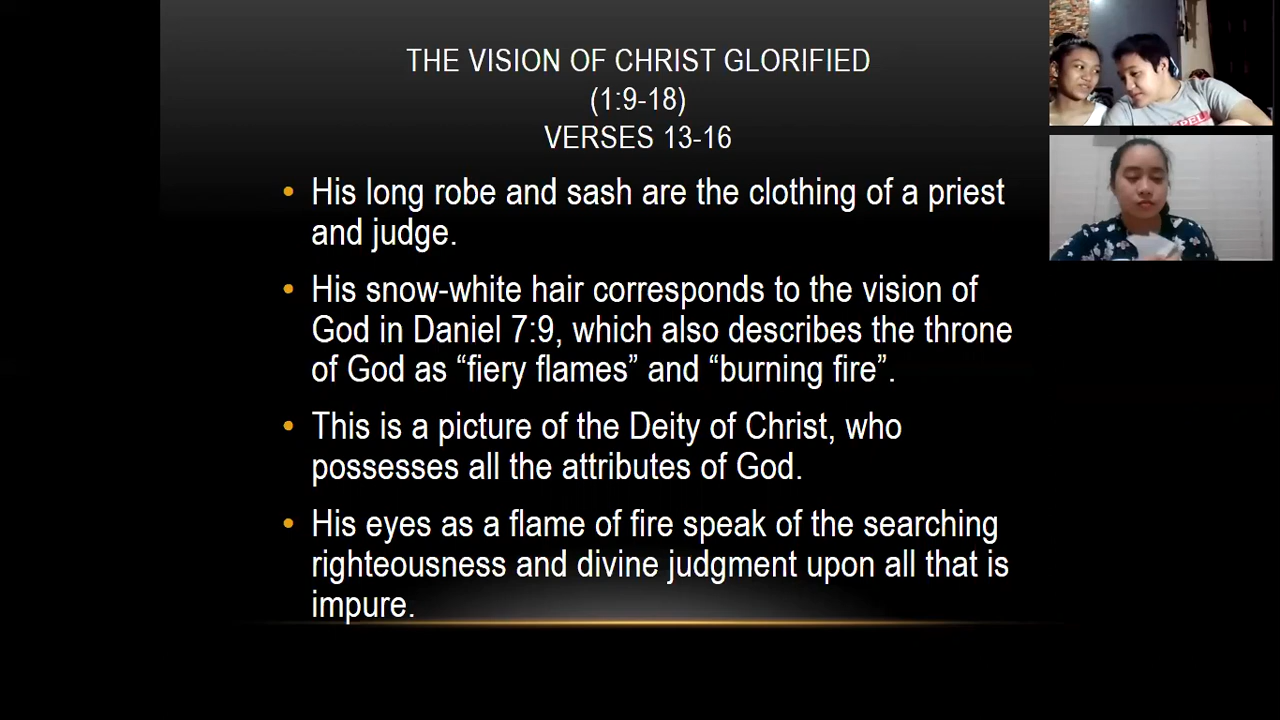 THE VISION OF CHRIST GLORIFIED
(1:9-18)
VERSES 13-16
• His long robe and sash are the clothing of a priest
and judge.
• His snow-white hair corresponds to the vision of
God in Daniel 7:9, which also describes the throne
of God as “fiery flames” and “burning fire”.
• This is a picture of the Deity of Christ, who
possesses all the attributes of God.
• His eyes as a flame of fire speak of the searching
righteousness and divine judgment upon all that is
impure.